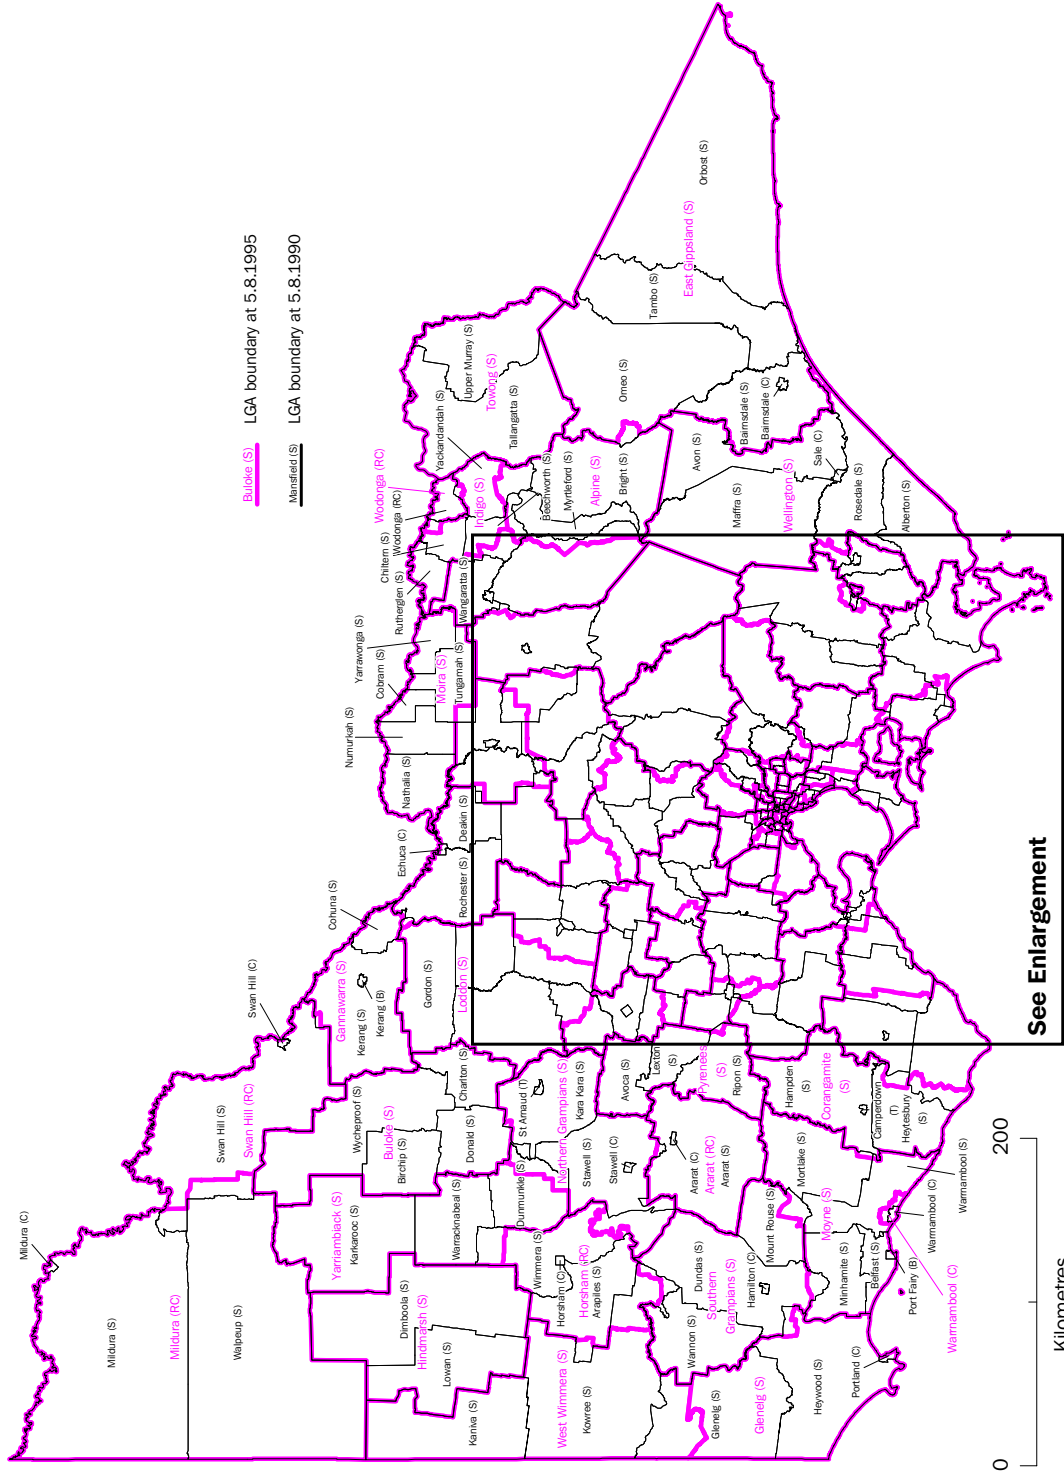 Buloke (S)
LGA boundary at 5.8.1995
Mansfield (S)
LGA boundary at 5.8.1990
Mildura (C)
Mildura (S)
Mildura (RC)
Walpeup (S)
Swan Hill (C)
Swan Hill (S)
Swan Hill (RC)
Cohuna (S)
Gannawarra (S)
Kerang (S)
Kerang (B)
Gordon (S)
Loddon (S)
Echuca (C)
Rochester (S)
Deakin (S)
Nathalia (S)
Numurkah (S)
Cobram (S)
Yarrawonga (S)
Moira (S)
Tungamah (S)
Wangaratta (S)
Rutherglen (S)
Chiltern (S)
Wodonga (RC)
Wodonga (RC)
Indigo (S)
Yackandandah (S)
Upper Murray (S)
Towong (S)
Tallangatta (S)
Beechworth (S)
Myrtleford (S)
Alpine (S)
Bright (S)
Omeo (S)
Tambo (S)
East Gippsland (S)
Orbost (S)
Bairnsdale (S)
Bairnsdale (C)
Avon (S)
Maffra (S)
Wellington (S)
Sale (C)
Rosedale (S)
Alberton (S)
Yarriambiack (S)
Karkarooc (S)
Wycheproof (S)
Buloke (S)
Birchip (S)
Charlton (S)
Donald (S)
Warracknabeal (S)
Dimboola (S)
Hindmarsh (S)
Lowan (S)
Kaniva (S)
Dunmunkle (S)
St Arnaud (T)
Northern Grampians (S)
Kara Kara (S)
Stawell (S)
Stawell (C)
Wimmera (S)
Horsham (C)
Horsham (RC)
Arapiles (S)
West Wimmera (S)
Kowree (S)
Avoca (S)
Lexton
(S)
Pyrenees
(S)
Ripon (S)
Ararat (C)
Ararat (RC)
Ararat (S)
Dundas (S)
Southern
Grampians (S)
Hamilton (C)
Wannon (S)
Mount Rouse (S)
Glenelg (S)
Glenelg (S)
Heywood (S)
Portland (C)
Hampden
(S)
Corangamite
(S)
Camperdown
(T)
Heytesbury
(S)
Mortlake (S)
Moyne (S)
Minhamite (S)
Belfast (S)
Port Fairy (B)
Warrnambool (C)
Warrnambool (S)
Warrnambool (C)
See Enlargement
0
200
Kilometres